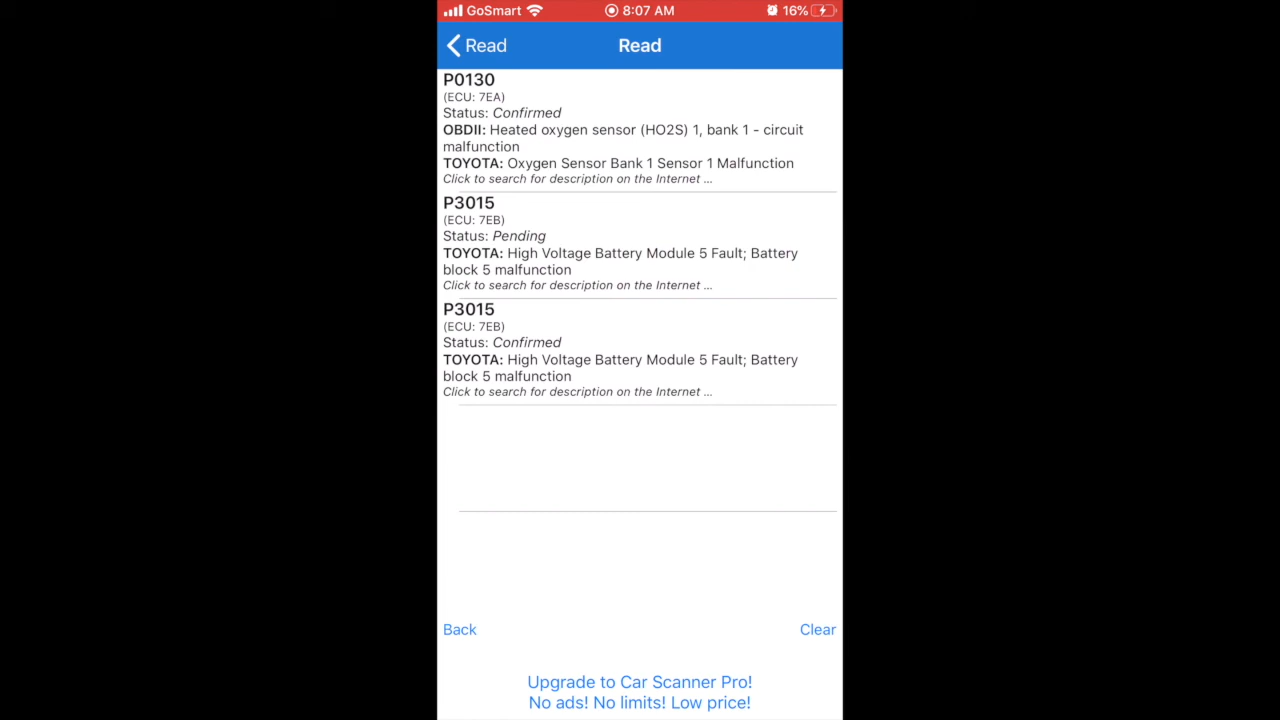 GoSmart 8:07 AM 16%
Read Read
P0130
(ECU: 7EA)
Status: Confirmed
OBDII: Heated oxygen sensor (HO2S) 1, bank 1 - circuit
malfunction
TOYOTA: Oxygen Sensor Bank 1 Sensor 1 Malfunction
Click to search for description on the Internet ...
P3015
(ECU: 7EB)
Status: Pending
TOYOTA: High Voltage Battery Module 5 Fault; Battery
block 5 malfunction
Click to search for description on the Internet ...
P3015
(ECU: 7EB)
Status: Confirmed
TOYOTA: High Voltage Battery Module 5 Fault; Battery
block 5 malfunction
Click to search for description on the Internet ...
Back Clear
Upgrade to Car Scanner Pro!
No ads! No limits! Low price!